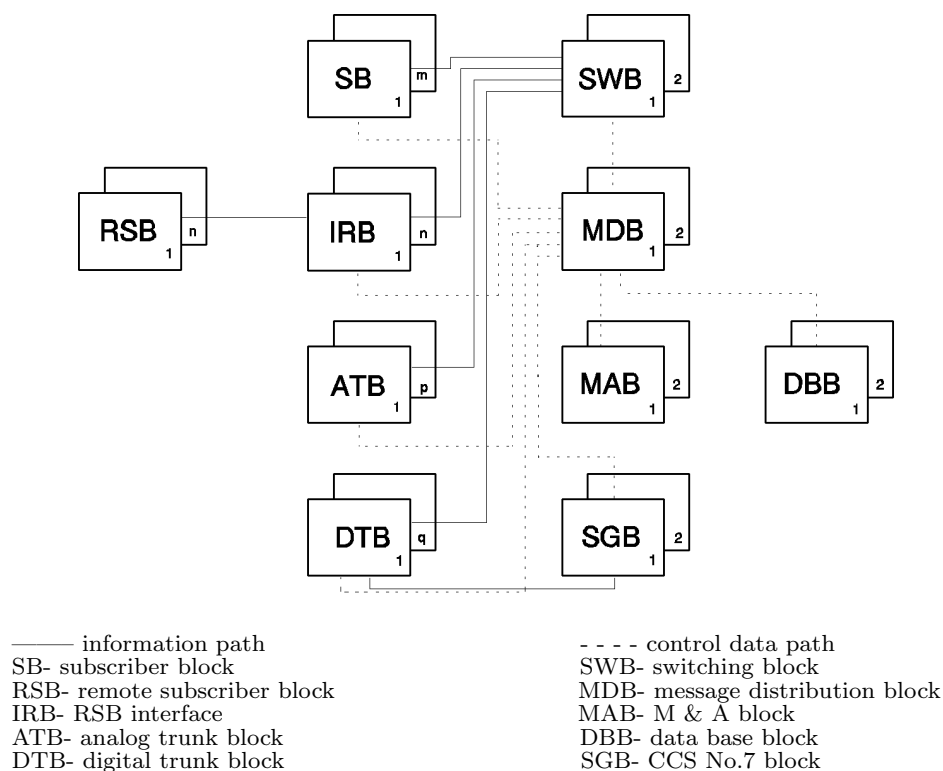 SB m 1
SWB 2 1
RSB n 1
IRB n 1
MDB 2 1
ATB p 1
MAB 2 1
DBB 2 1
DTB q 1
SGB 2 1
——— information path
- - - - control data path
SB- subscriber block
SWB- switching block
RSB- remote subscriber block
MDB- message distribution block
IRB- RSB interface
MAB- M & A block
ATB- analog trunk block
DBB- data base block
DTB- digital trunk block
SGB- CCS No.7 block